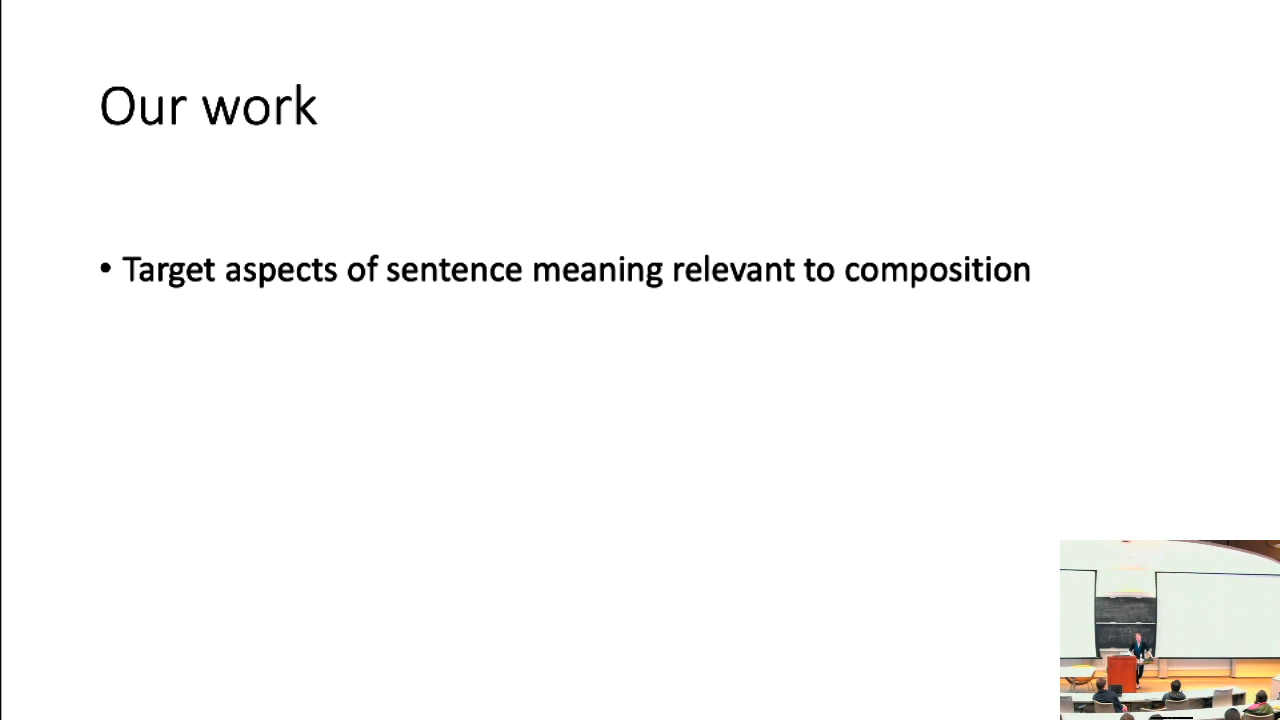 Our work
• Target aspects of sentence meaning relevant to composition